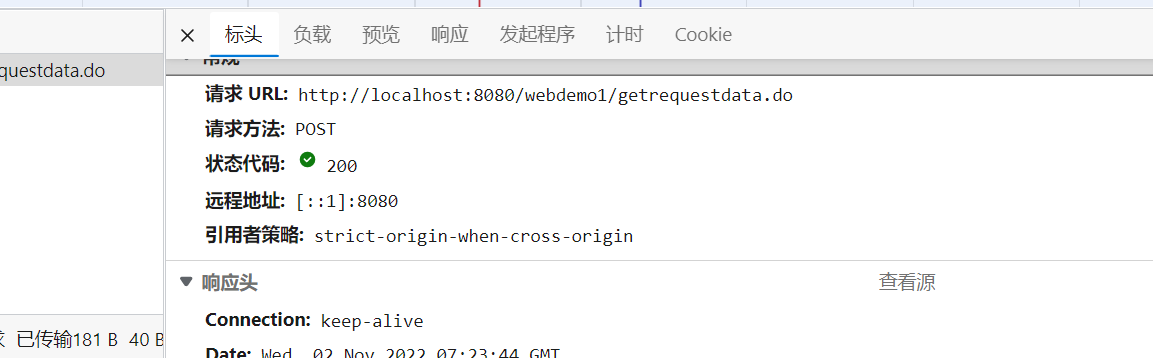 标头 负载 预览 响应 发起程序 计时 Cookie
常规
questdata.do
请求 URL: http://localhost:8080/webdemo1/getrequestdata.do
请求方法: POST
状态代码: 200
远程地址: [::1]:8080
引用者策略: strict-origin-when-cross-origin
响应头 查看源
Connection: keep-alive
已传输181 B 40 B
Date: Wed, 02 Nov 2022 07:23:44 GMT